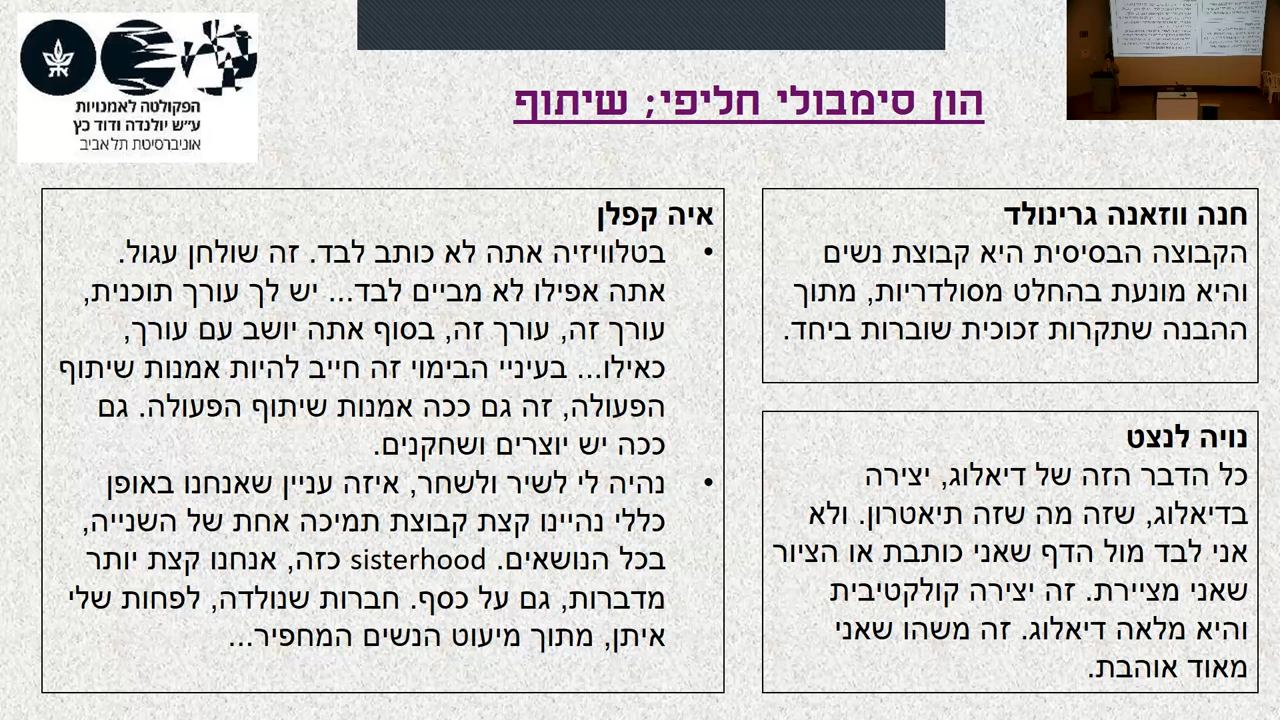 הפקולטה לאמנויות
ע״ש יולנדה ודוד כץ
אוניברסיטת תל אביב
הון סימבולי חליפי; שיתוף
חנה ווזאנה גרינולד
הקבוצה הבסיסית היא קבוצת נשים
והיא מונעת בהחלט מסולדריות, מתוך
ההבנה שתקרות זכוכית שוברות ביחד.
נויה לנצט
כל הדבר הזה של דיאלוג, יצירה
בדיאלוג, שזה מה שזה תיאטרון. ולא
אני לבד מול הדף שאני כותבת או הציור
שאני מציירת. זה יצירה קולקטיבית
והיא מלאה דיאלוג. זה משהו שאני
מאוד אוהבת.
איה קפלן
• בטלוויזיה אתה לא כותב לבד. זה שולחן עגול.
אתה אפילו לא מביים לבד... יש לך עורך תוכנית,
עורך זה, עורך זה, בסוף אתה יושב עם עורך,
כאילו... בעיניי הבימוי זה חייב להיות אמנות שיתוף
הפעולה, זה גם ככה אמנות שיתוף הפעולה. גם
ככה יש יוצרים ושחקנים.
• נהיה לי לשיר ולשחר, איזה עניין שאנחנו באופן
כללי נהיינו קצת קבוצת תמיכה אחת של השנייה,
בכל הנושאים. sisterhood כזה, אנחנו קצת יותר
מדברות, גם על כסף. חברות שנולדה, לפחות שלי
איתן, מתוך מיעוט הנשים המחפיר...